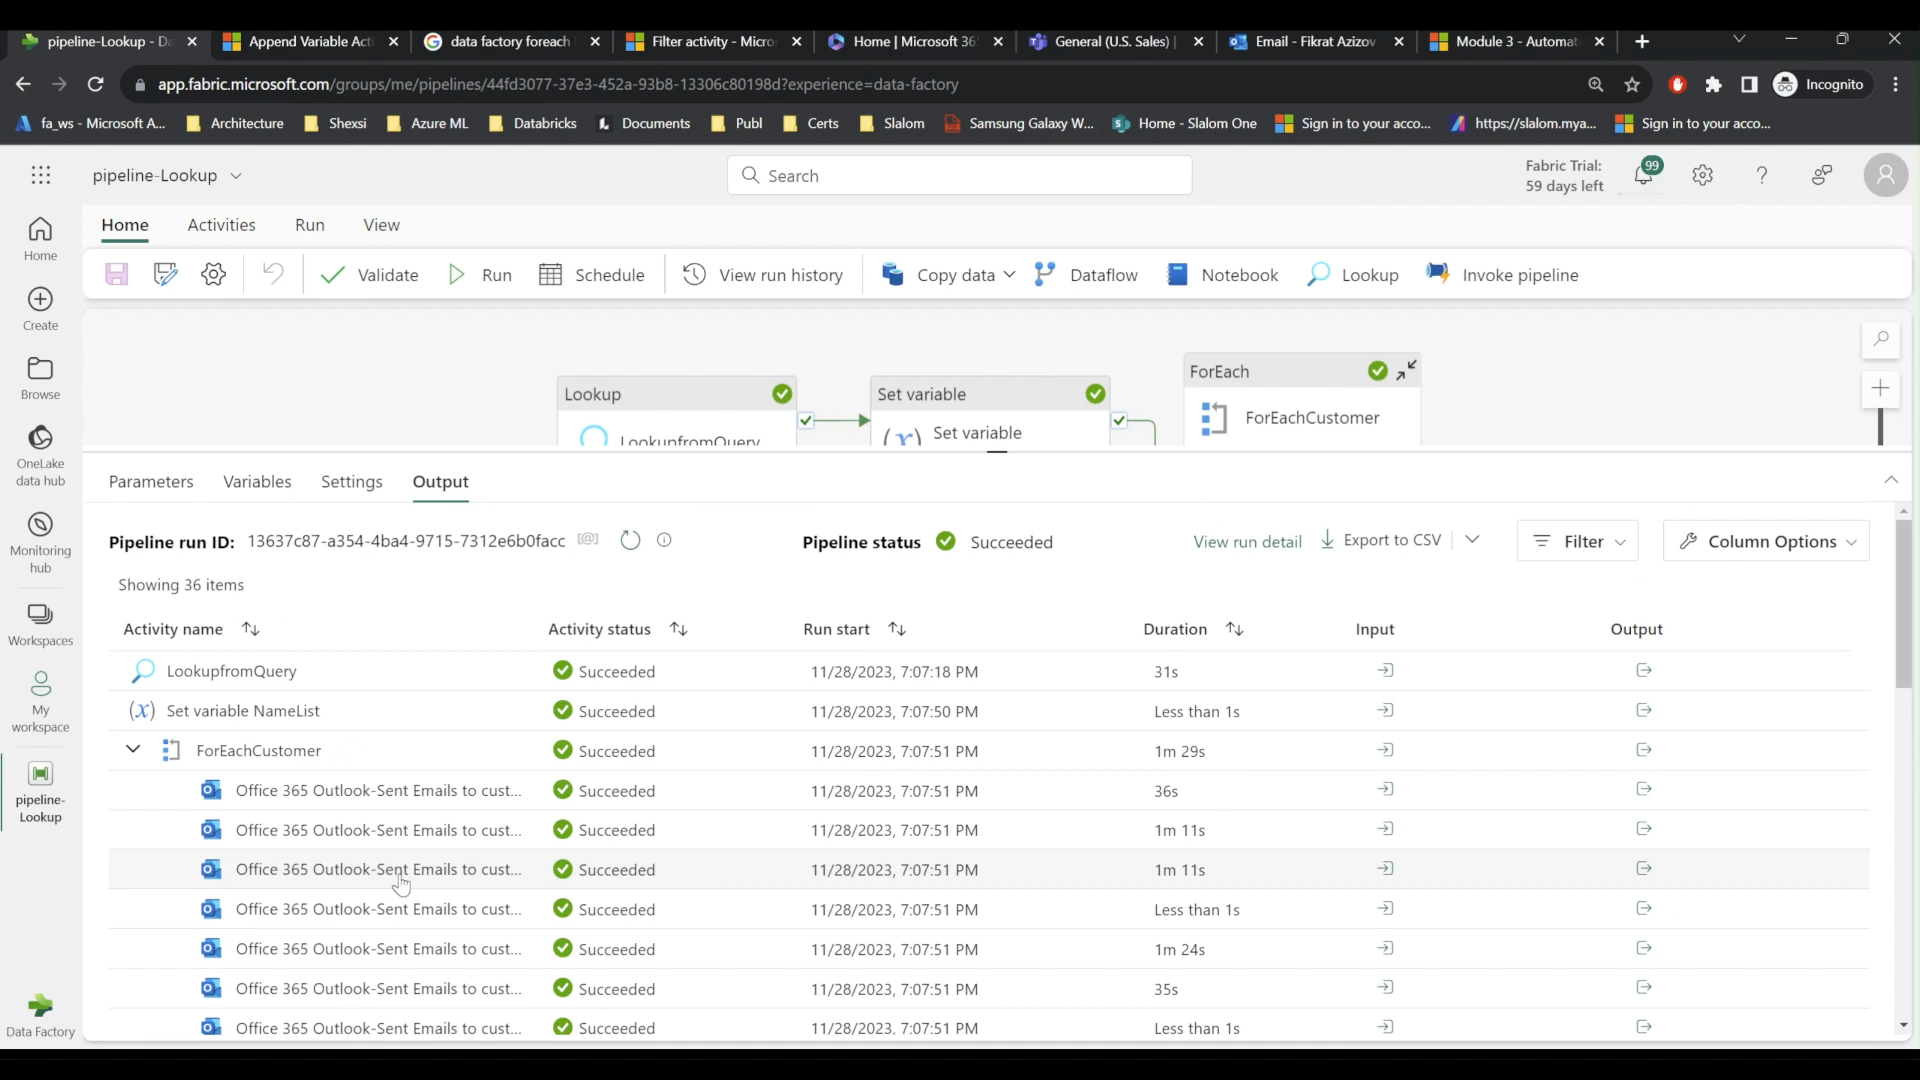 pipeline-Lookup - Da
Append Variable Acti
data factory foreach
Filter activity - Micro
Home | Microsoft 36
General (U.S. Sales) |
Email - Fikrat Azizov
Module 3 - Automat
app.fabric.microsoft.com/groups/me/pipelines/44fd3077-37e3-452a-93b8-13306c80198d?experience=data-factory
Incognito
fa_ws - Microsoft A... Architecture Shexsi Azure ML Databricks Documents Publ Certs Slalom Samsung Galaxy W... Home - Slalom One Sign in to your acco... https://slalom.mya... Sign in to your acco...
pipeline-Lookup
Search
Fabric Trial:
59 days left
99
Home Activities Run View
Validate Run Schedule View run history Copy data Dataflow Notebook Lookup Invoke pipeline
Home
Create
Browse
OneLake
data hub
Monitoring
hub
Workspaces
My
workspace
pipeline-
Lookup
Data Factory
Lookup
LookupfromQuery
Set variable
(x) Set variable
ForEach
ForEachCustomer
Parameters Variables Settings Output
Pipeline run ID: 13637c87-a354-4ba4-9715-7312e6b0facc [@] Pipeline status Succeeded View run detail Export to CSV Filter Column Options
Showing 36 items
Activity name Activity status Run start Duration Input Output
LookupfromQuery Succeeded 11/28/2023, 7:07:18 PM 31s
(x) Set variable NameList Succeeded 11/28/2023, 7:07:50 PM Less than 1s
ForEachCustomer Succeeded 11/28/2023, 7:07:51 PM 1m 29s
Office 365 Outlook-Sent Emails to cust... Succeeded 11/28/2023, 7:07:51 PM 36s
Office 365 Outlook-Sent Emails to cust... Succeeded 11/28/2023, 7:07:51 PM 1m 11s
Office 365 Outlook-Sent Emails to cust... Succeeded 11/28/2023, 7:07:51 PM 1m 11s
Office 365 Outlook-Sent Emails to cust... Succeeded 11/28/2023, 7:07:51 PM Less than 1s
Office 365 Outlook-Sent Emails to cust... Succeeded 11/28/2023, 7:07:51 PM 1m 24s
Office 365 Outlook-Sent Emails to cust... Succeeded 11/28/2023, 7:07:51 PM 35s
Office 365 Outlook-Sent Emails to cust... Succeeded 11/28/2023, 7:07:51 PM Less than 1s